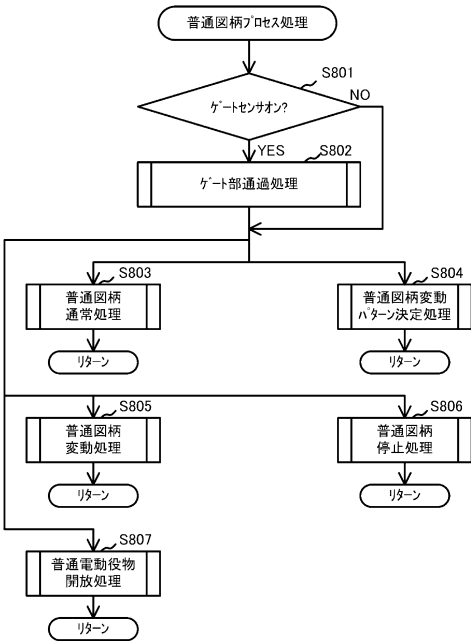 普通図柄プロセス処理
S801
ｹﾞｰﾄｾﾝｻｵﾝ?
NO
YES
S802
ｹﾞｰﾄ部通過処理
S803
普通図柄
通常処理
ﾘﾀｰﾝ
S804
普通図柄変動
ﾊﾟﾀｰﾝ決定処理
ﾘﾀｰﾝ
S805
普通図柄
変動処理
ﾘﾀｰﾝ
S806
普通図柄
停止処理
ﾘﾀｰﾝ
S807
普通電動役物
開放処理
ﾘﾀｰﾝ